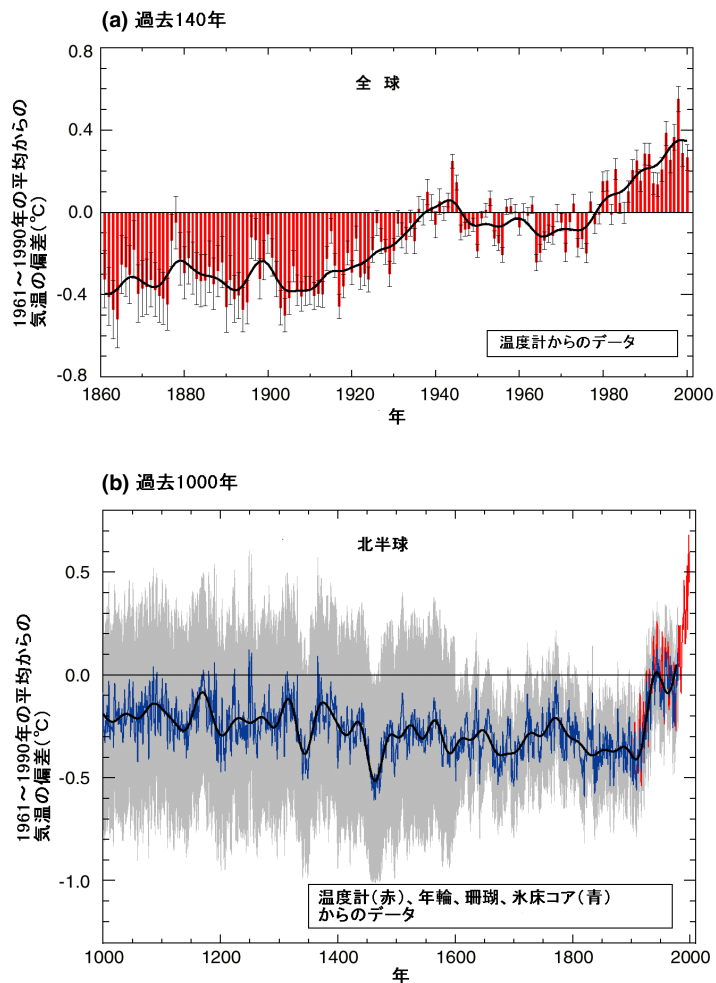 (a) 過去140年
全 球
1961～1990年の平均からの
気温の偏差(℃)
0.8
0.4
0.0
-0.4
-0.8
温度計からのデータ
1860 1880 1900 1920 1940 1960 1980 2000
年
(b) 過去1000年
北半球
1961～1990年の平均からの
気温の偏差(℃)
0.5
0.0
-0.5
-1.0
温度計(赤)、年輪、珊瑚、氷床コア(青)
からのデータ
1000 1200 1400 1600 1800 2000
年